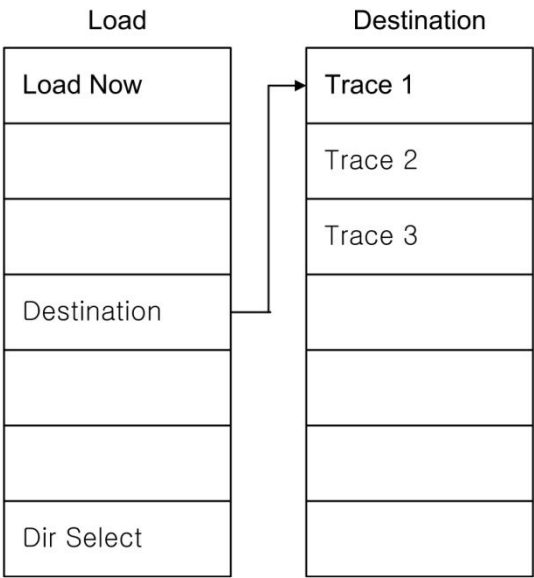 Load
Load Now
Destination
Dir Select
Destination
Trace 1
Trace 2
Trace 3